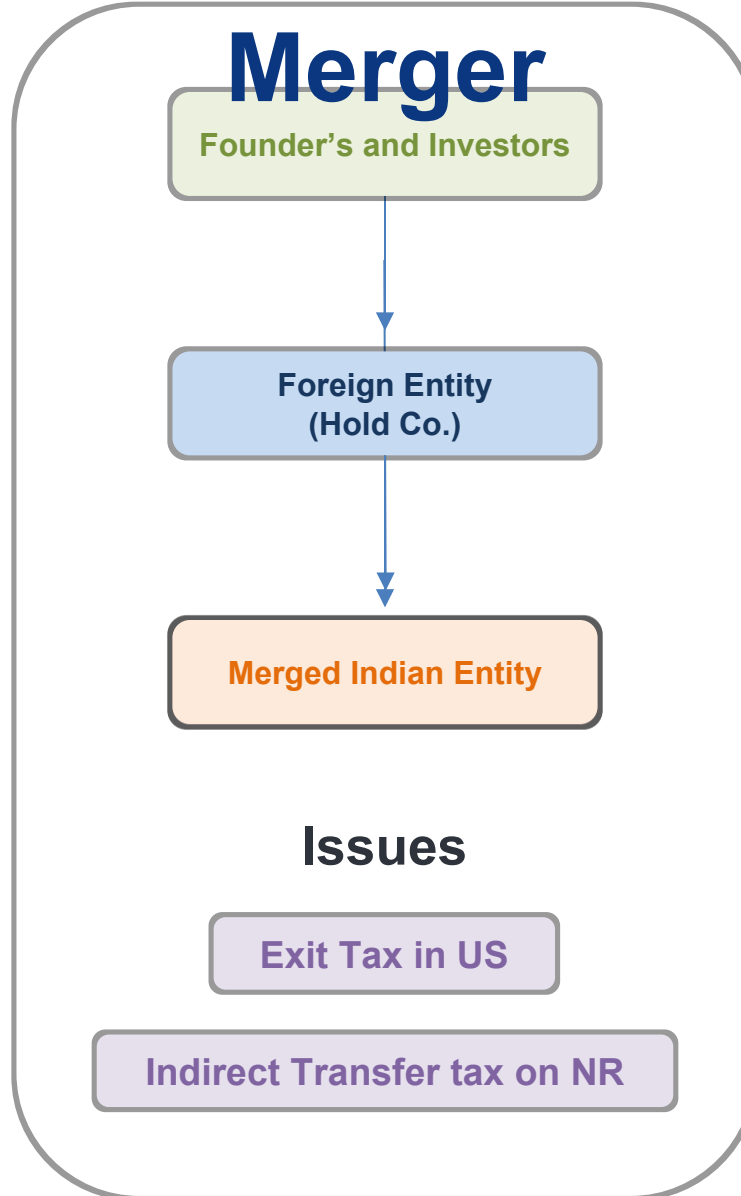 Merger
Founder’s and Investors
Foreign Entity
(Hold Co.)
Merged Indian Entity
Issues
Exit Tax in US
Indirect Transfer tax on NR